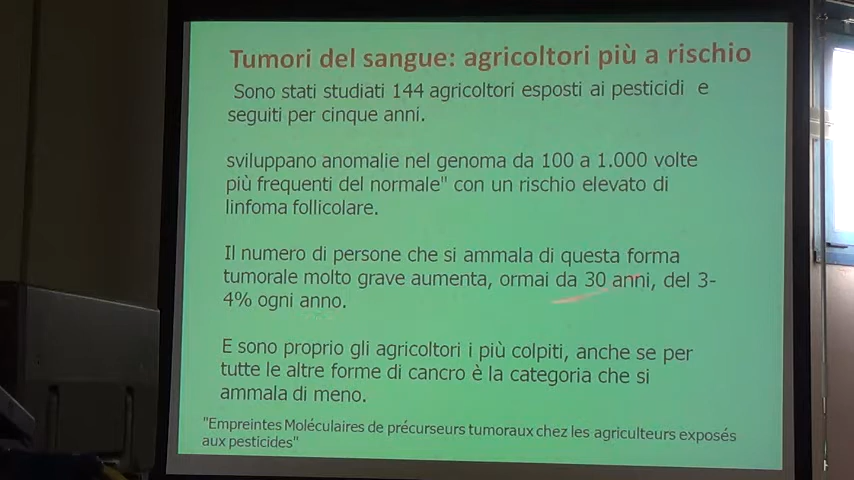 Tumori del sangue: agricoltori più a rischio
Sono stati studiati 144 agricoltori esposti ai pesticidi e
seguiti per cinque anni.
sviluppano anomalie nel genoma da 100 a 1.000 volte
più frequenti del normale" con un rischio elevato di
linfoma follicolare.
Il numero di persone che si ammala di questa forma
tumorale molto grave aumenta, ormai da 30 anni, del 3-
4% ogni anno.
E sono proprio gli agricoltori i più colpiti, anche se per
tutte le altre forme di cancro è la categoria che si
ammala di meno.
"Empreintes Moléculaires de précurseurs tumoraux chez les agriculteurs exposés
aux pesticides"